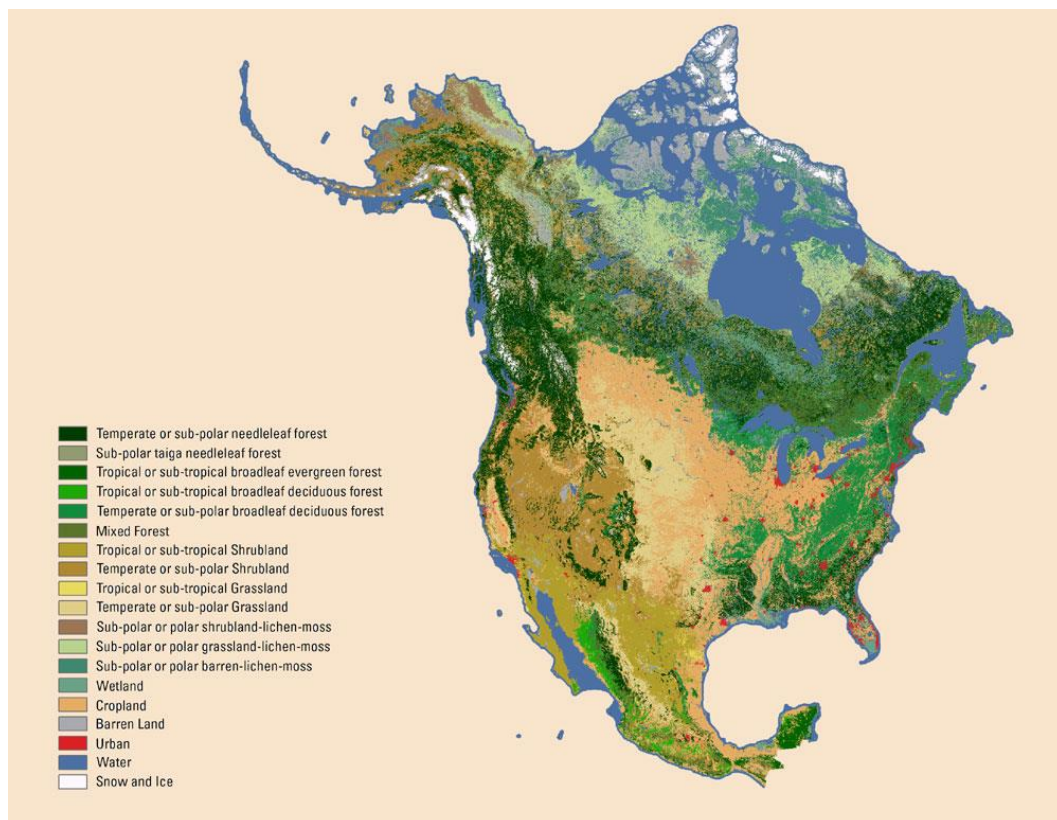 Temperate or sub-polar needleleaf forest
Sub-polar taiga needleleaf forest
Tropical or sub-tropical broadleaf evergreen forest
Tropical or sub-tropical broadleaf deciduous forest
Temperate or sub-polar broadleaf deciduous forest
Mixed Forest
Tropical or sub-tropical Shrubland
Temperate or sub-polar Shrubland
Tropical or sub-tropical Grassland
Temperate or sub-polar Grassland
Sub-polar or polar shrubland-lichen-moss
Sub-polar or polar grassland-lichen-moss
Sub-polar or polar barren-lichen-moss
Wetland
Cropland
Barren Land
Urban
Water
Snow and Ice